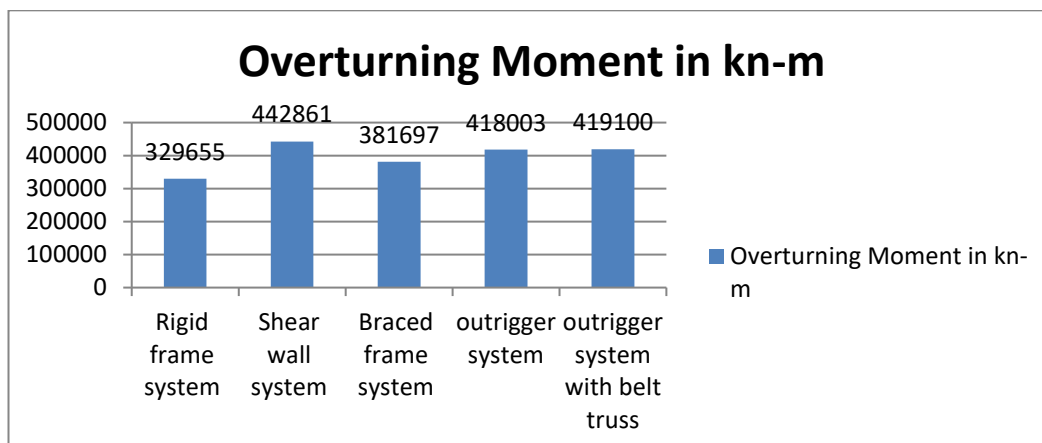 Overturning Moment in kn-m
442861
418003
419100
500000
381697
400000
329655
300000
200000
100000
0
Overturning Moment in kn-
m
Rigid
frame
system
Shear
wall
system
Braced
frame
system
outrigger
system
outrigger
system
with belt
truss